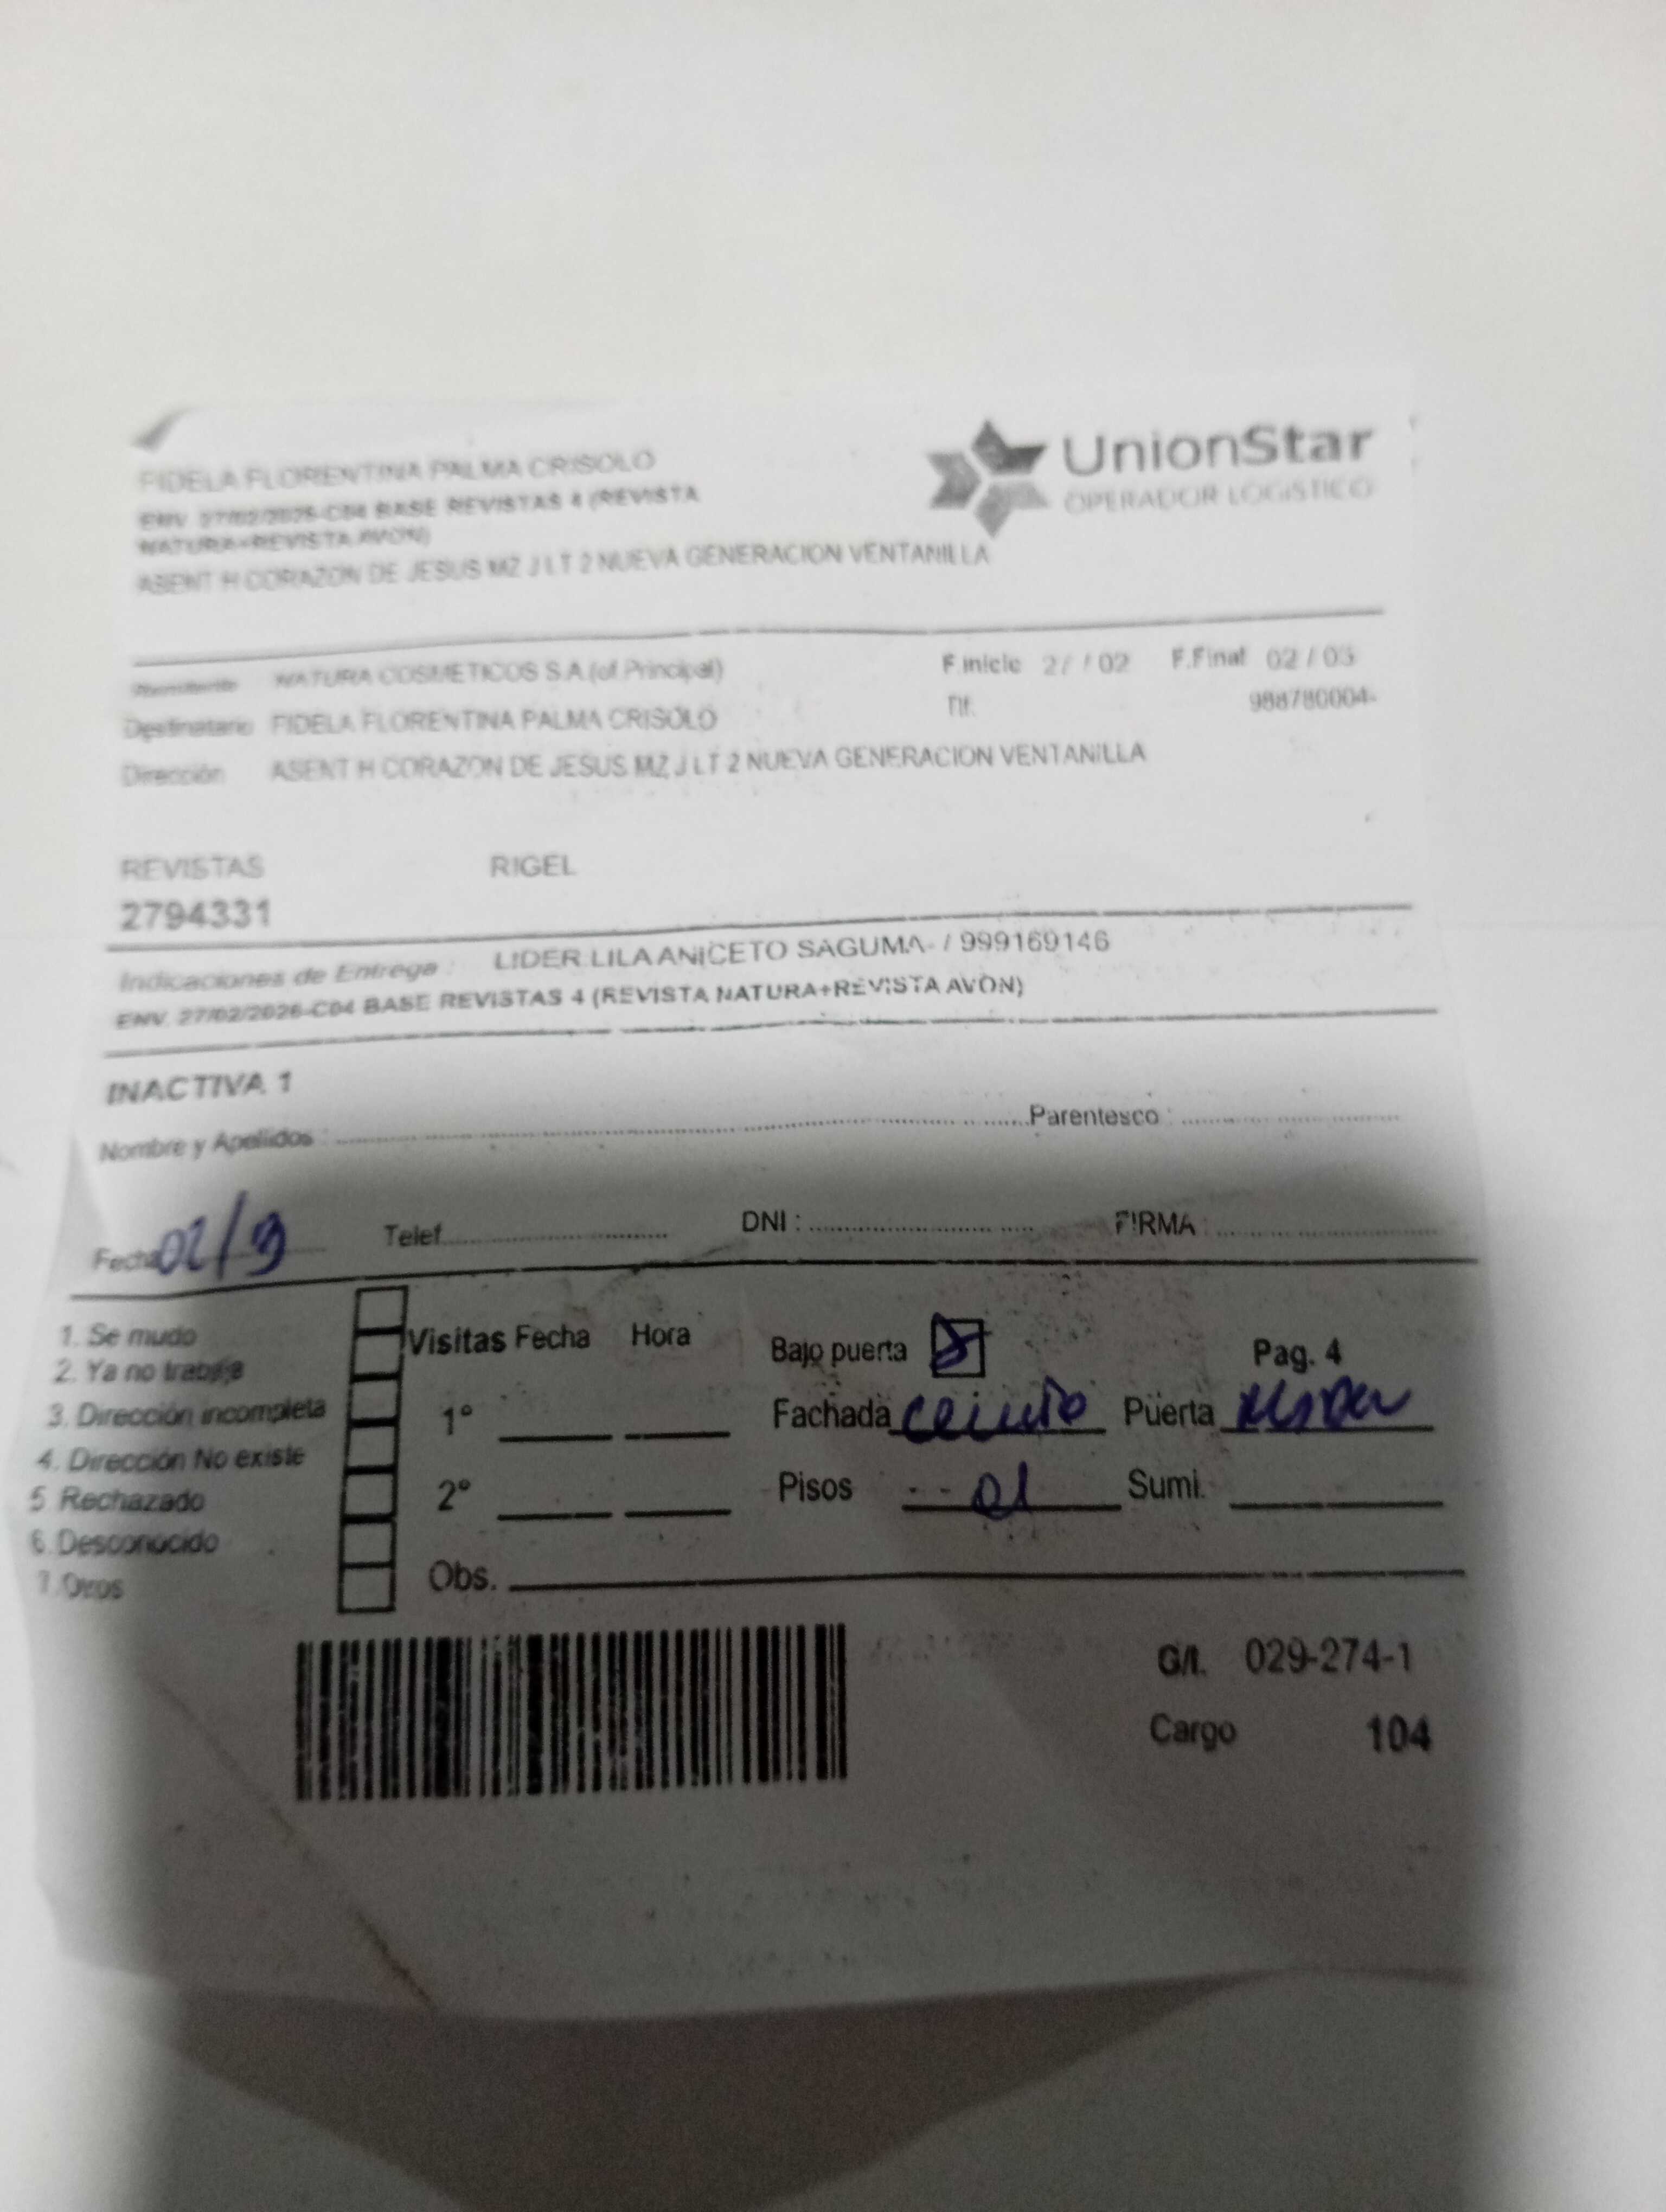 FIDELA FLORENTINA PALMA CRISOLO
ENV. 27/02/2026-C04 BASE REVISTAS 4 (REVISTA
NATURA+REVISTA AVON)
ASENT H CORAZON DE JESUS MZ J LT 2 NUEVA GENERACION VENTANILLA
UnionStar
OPERADOR LOGISTICO
Remitente NATURA COSMETICOS S.A.(of.Principal) F.Inicio 27 / 02 F.Final 02 / 03
Destinatario FIDELA FLORENTINA PALMA CRISOLO Tlf. 988780004-
Dirección ASENT H CORAZON DE JESUS MZ J LT 2 NUEVA GENERACION VENTANILLA
REVISTAS RIGEL
2794331
Indicaciones de Entrega : LIDER:LILA ANICETO SAGUMA- / 999169146
ENV. 27/02/2026-C04 BASE REVISTAS 4 (REVISTA NATURA+REVISTA AVON)
INACTIVA 1
Nombre y Apellidos : Parentesco :
Fecha 02/3 Telef. DNI : FIRMA :
1. Se mudo
2. Ya no trabaja
3. Dirección incompleta
4. Dirección No existe
5 Rechazado
6. Desconocido
7. Otros
Visitas Fecha Hora
1°
2°
Obs.
Bajo puerta Pag. 4
Fachada Puerta
Pisos 01 Sumi.
G/I. 029-274-1
Cargo 104